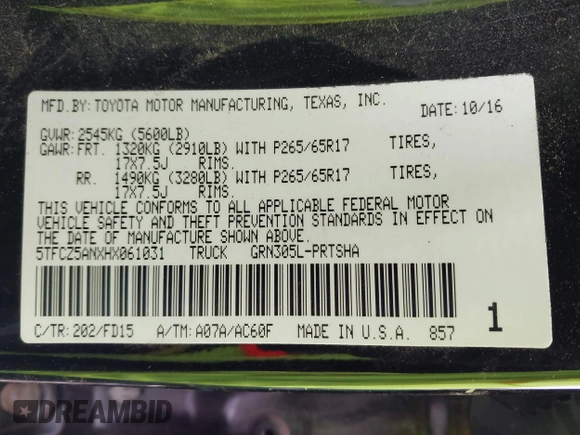 MFD.BY:TOYOTA MOTOR MANUFACTURING, TEXAS, INC.
DATE:10/16
GVWR:2545KG (5600LB)
GAWR:FRT. 1320KG (2910LB) WITH P265/65R17 TIRES,
17X7.5J RIMS.
RR. 1490KG (3280LB) WITH P265/65R17 TIRES,
17X7.5J RIMS.
THIS VEHICLE CONFORMS TO ALL APPLICABLE FEDERAL MOTOR
VEHICLE SAFETY AND THEFT PREVENTION STANDARDS IN EFFECT ON
THE DATE OF MANUFACTURE SHOWN ABOVE.
5TFCZ5ANXHX061031 TRUCK GRN305L-PRTSHA
C/TR:202/FD15 A/TM:A07A/AC60F MADE IN U.S.A. 857 1
DREAMBID